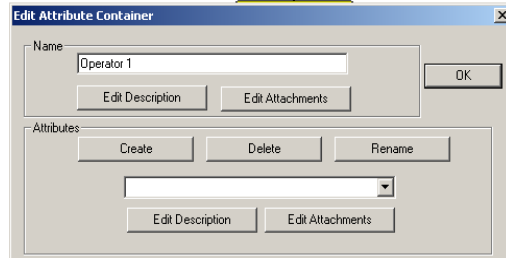 Edit Attribute Container
Name
Operator 1
OK
Edit Description Edit Attachments
Attributes
Create Delete Rename
Edit Description Edit Attachments